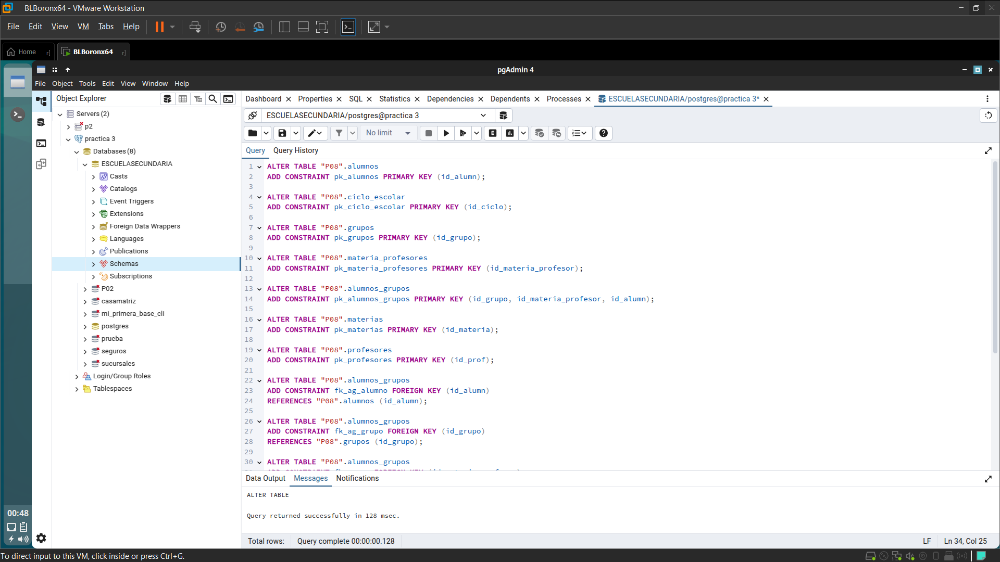 BLBoronx64 - VMware Workstation
File Edit View VM Tabs Help
Home
BLBoronx64
pgAdmin 4
File Object Tools Edit View Window Help
Object Explorer
Dashboard Properties SQL Statistics Dependencies Dependents Processes ESCUELASECUNDARIA/postgres@practica 3*
Servers (2)
p2
practica 3
Databases (8)
ESCUELASECUNDARIA
Casts
Catalogs
Event Triggers
Extensions
Foreign Data Wrappers
Languages
Publications
Schemas
Subscriptions
P02
casamatriz
mi_primera_base_cli
postgres
prueba
seguros
sucursales
Login/Group Roles
Tablespaces
ESCUELASECUNDARIA/postgres@practica 3
No limit
E
Query Query History
1 ALTER TABLE "P08".alumnos
2 ADD CONSTRAINT pk_alumnos PRIMARY KEY (id_alumn);
3
4 ALTER TABLE "P08".ciclo_escolar
5 ADD CONSTRAINT pk_ciclo_escolar PRIMARY KEY (id_ciclo);
6
7 ALTER TABLE "P08".grupos
8 ADD CONSTRAINT pk_grupos PRIMARY KEY (id_grupo);
9
10 ALTER TABLE "P08".materia_profesores
11 ADD CONSTRAINT pk_materia_profesores PRIMARY KEY (id_materia_profesor);
12
13 ALTER TABLE "P08".alumnos_grupos
14 ADD CONSTRAINT pk_alumnos_grupos PRIMARY KEY (id_grupo, id_materia_profesor, id_alumn);
15
16 ALTER TABLE "P08".materias
17 ADD CONSTRAINT pk_materias PRIMARY KEY (id_materia);
18
19 ALTER TABLE "P08".profesores
20 ADD CONSTRAINT pk_profesores PRIMARY KEY (id_prof);
21
22 ALTER TABLE "P08".alumnos_grupos
23 ADD CONSTRAINT fk_ag_alumno FOREIGN KEY (id_alumn)
24 REFERENCES "P08".alumnos (id_alumn);
25
26 ALTER TABLE "P08".alumnos_grupos
27 ADD CONSTRAINT fk_ag_grupo FOREIGN KEY (id_grupo)
28 REFERENCES "P08".grupos (id_grupo);
29
30 ALTER TABLE "P08".alumnos_grupos
Data Output Messages Notifications
ALTER TABLE
Query returned successfully in 128 msec.
Total rows: Query complete 00:00:00.128
LF Ln 34, Col 25
00:48
To direct input to this VM, click inside or press Ctrl+G.